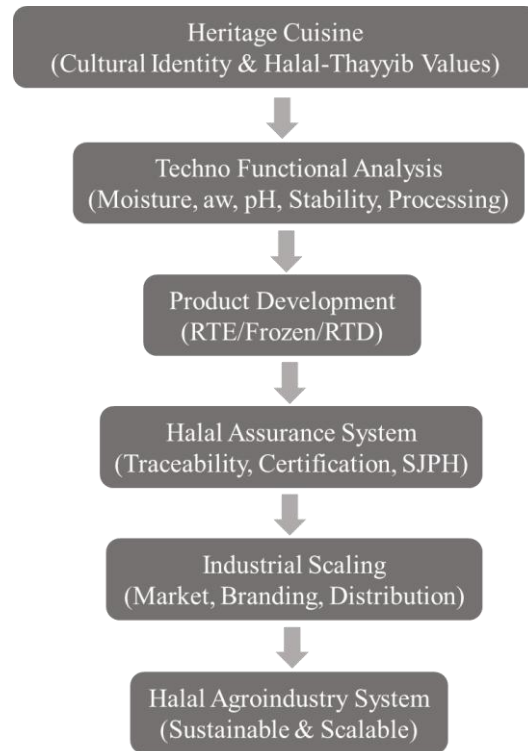 Heritage Cuisine
(Cultural Identity & Halal-Thayyib Values)
Techno Functional Analysis
(Moisture, aw, pH, Stability, Processing)
Product Development
(RTE/Frozen/RTD)
Halal Assurance System
(Traceability, Certification, SJPH)
Industrial Scaling
(Market, Branding, Distribution)
Halal Agroindustry System
(Sustainable & Scalable)